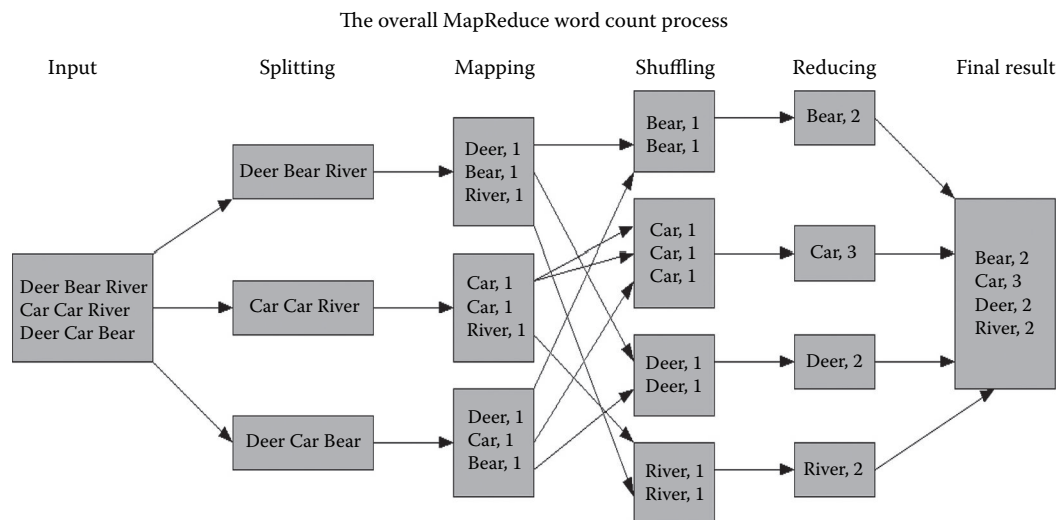 The overall MapReduce word count process
Input
Splitting
Mapping
Shuffling
Reducing
Final result
Deer Bear River
Car Car River
Deer Car Bear
Deer Bear River
Car Car River
Deer Car Bear
Deer, 1
Bear, 1
River, 1
Car, 1
Car, 1
River, 1
Deer, 1
Car, 1
Bear, 1
Bear, 1
Bear, 1
Car, 1
Car, 1
Car, 1
Deer, 1
Deer, 1
River, 1
River, 1
Bear, 2
Car, 3
Deer, 2
River, 2
Bear, 2
Car, 3
Deer, 2
River, 2